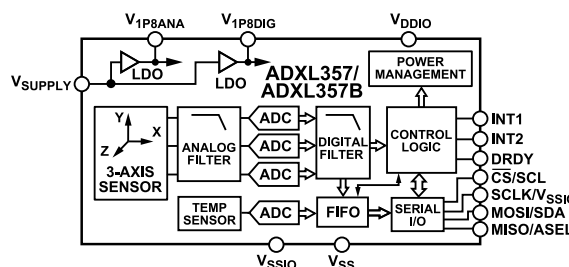 V1P8ANA
V1P8DIG
VDDIO
LDO
LDO
ADXL357/
ADXL357B
POWER
MANAGEMENT
VSUPPLY
Y
X
Z
3-AXIS
SENSOR
ANALOG
FILTER
ADC
ADC
ADC
DIGITAL
FILTER
CONTROL
LOGIC
INT1
INT2
DRDY
CS/SCL
SCLK/VSSIO
MOSI/SDA
MISO/ASEL
TEMP
SENSOR
ADC
FIFO
SERIAL
I/O
VSSIO
VSS